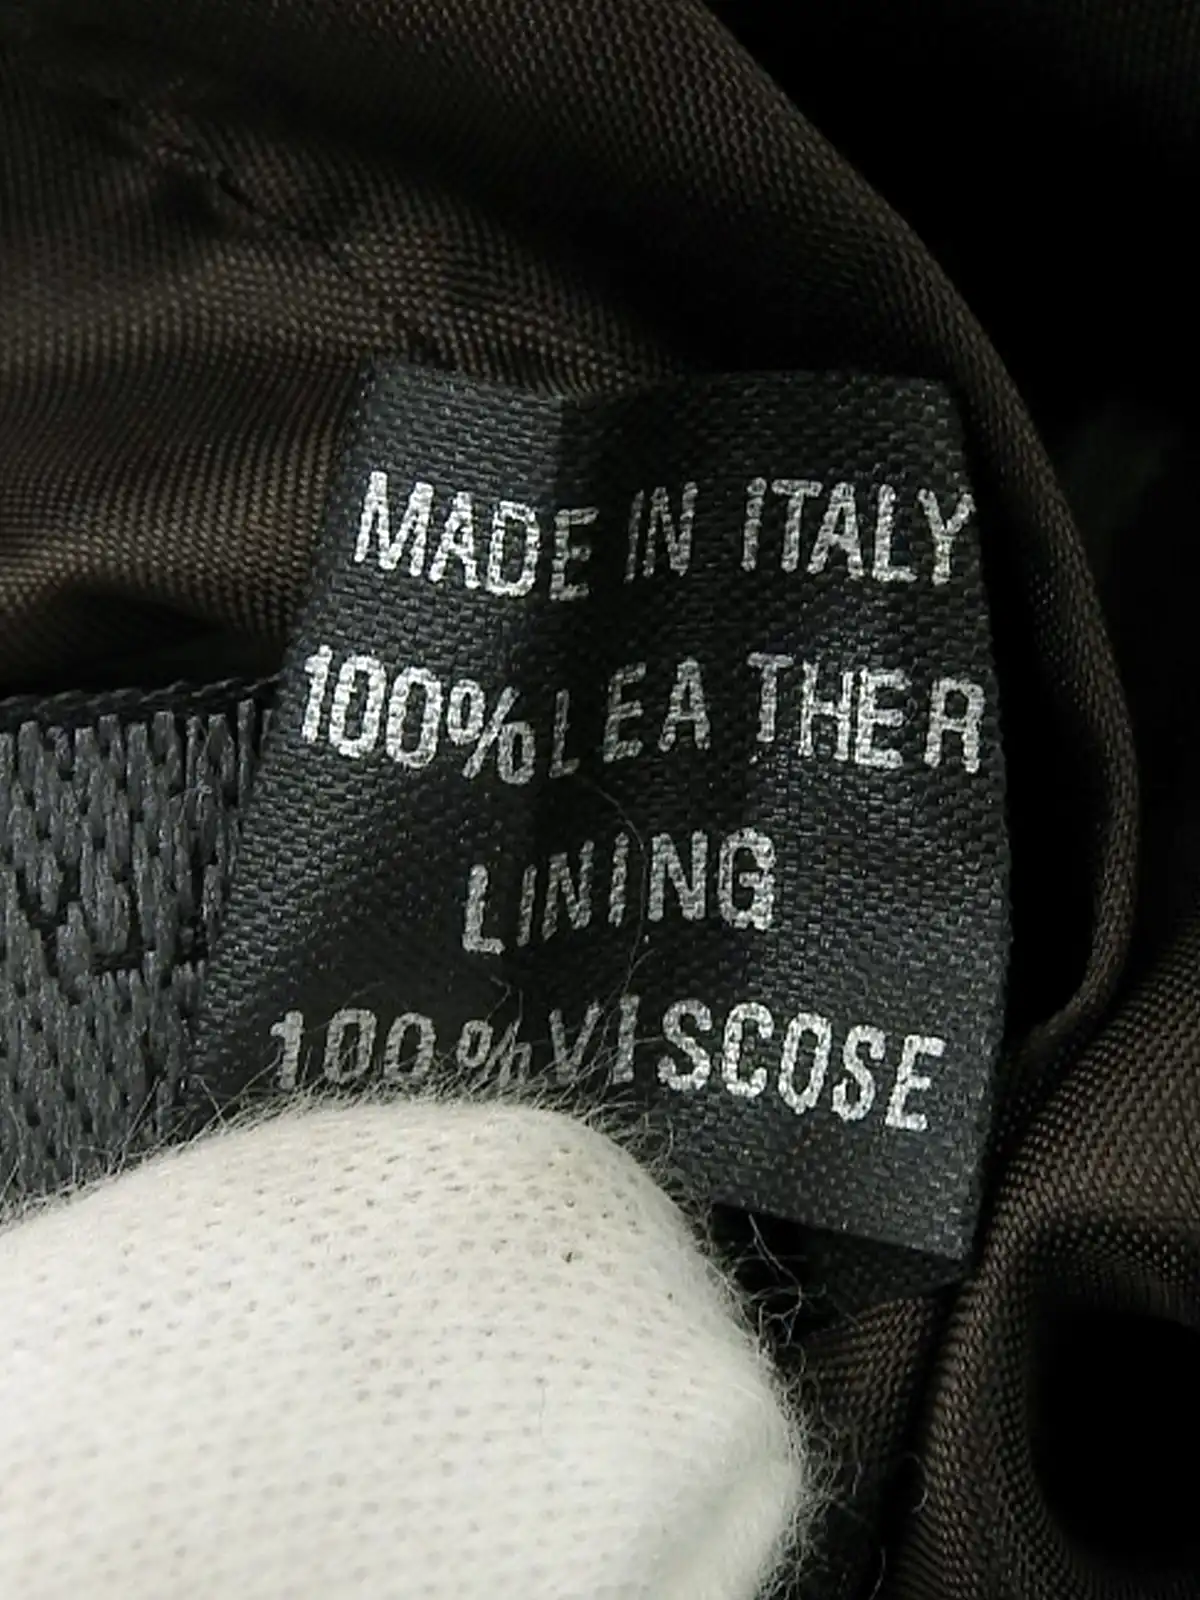 MADE IN ITALY
100% LEATHER
LINING
100% VISCOSE